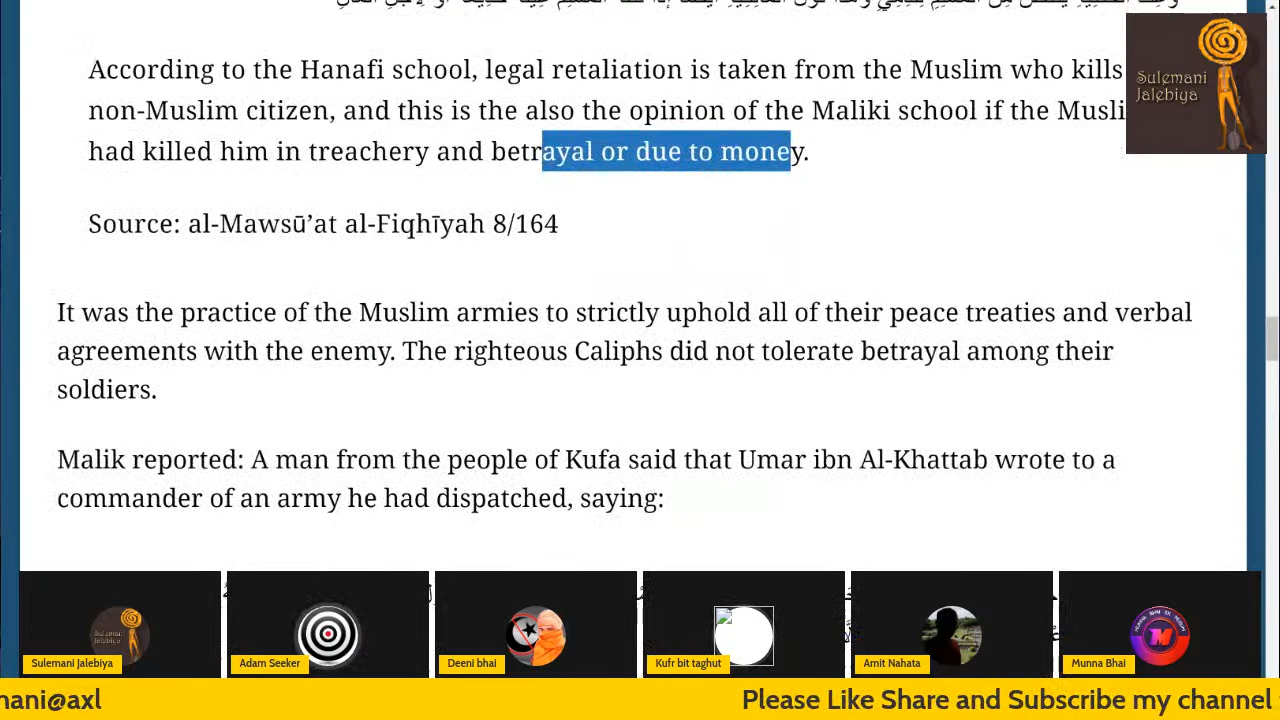 According to the Hanafi school, legal retaliation is taken from the Muslim who kills
non-Muslim citizen, and this is the also the opinion of the Maliki school if the
had killed him in treachery and betrayal or due to money.
Source: al-Mawsū’at al-Fiqhīyah 8/164
It was the practice of the Muslim armies to strictly uphold all of their peace treaties and verbal
agreements with the enemy. The righteous Caliphs did not tolerate betrayal among their
soldiers.
Malik reported: A man from the people of Kufa said that Umar ibn Al-Khattab wrote to a
commander of an army he had dispatched, saying:
Sulemani
Jalebiya
Sulemani Jalebiya
Adam Seeker
Deeni bhai
Kufr bit taghut
Amit Nahata
Munna Bhai
M
mani@axl
Please Like Share and Subscribe my channel